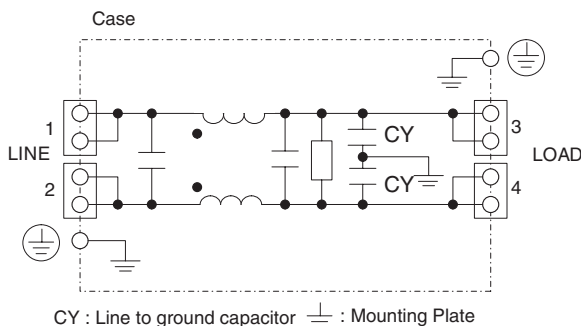 Case
1
3
CY
LINE
LOAD
CY
2
4
CY : Line to ground capacitor : Mounting Plate